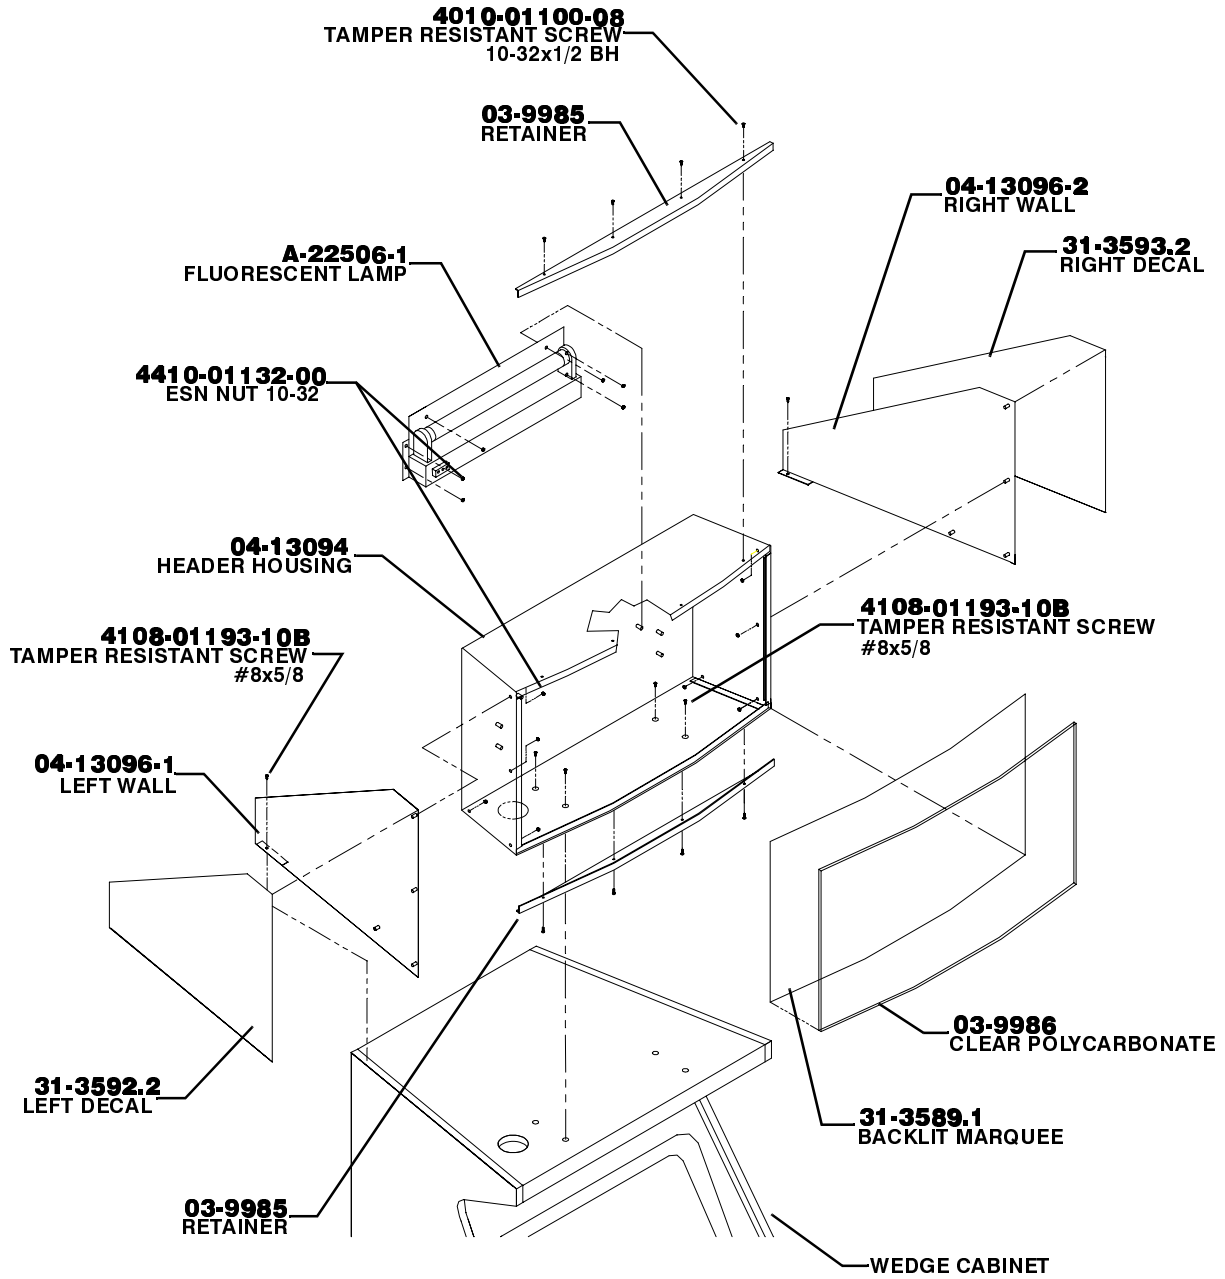 4010-01100-08
TAMPER RESISTANT SCREW
10-32x1/2 BH
03-9985
RETAINER
04-13096-2
RIGHT WALL
31-3593.2
RIGHT DECAL
A-22506-1
FLUORESCENT LAMP
4410-01132-00
ESN NUT 10-32
04-13094
HEADER HOUSING
4108-01193-10B
TAMPER RESISTANT SCREW
#8x5/8
4108-01193-10B
TAMPER RESISTANT SCREW
#8x5/8
04-13096-1
LEFT WALL
03-9986
CLEAR POLYCARBONATE
31-3592.2
LEFT DECAL
31-3589.1
BACKLIT MARQUEE
03-9985
RETAINER
WEDGE CABINET